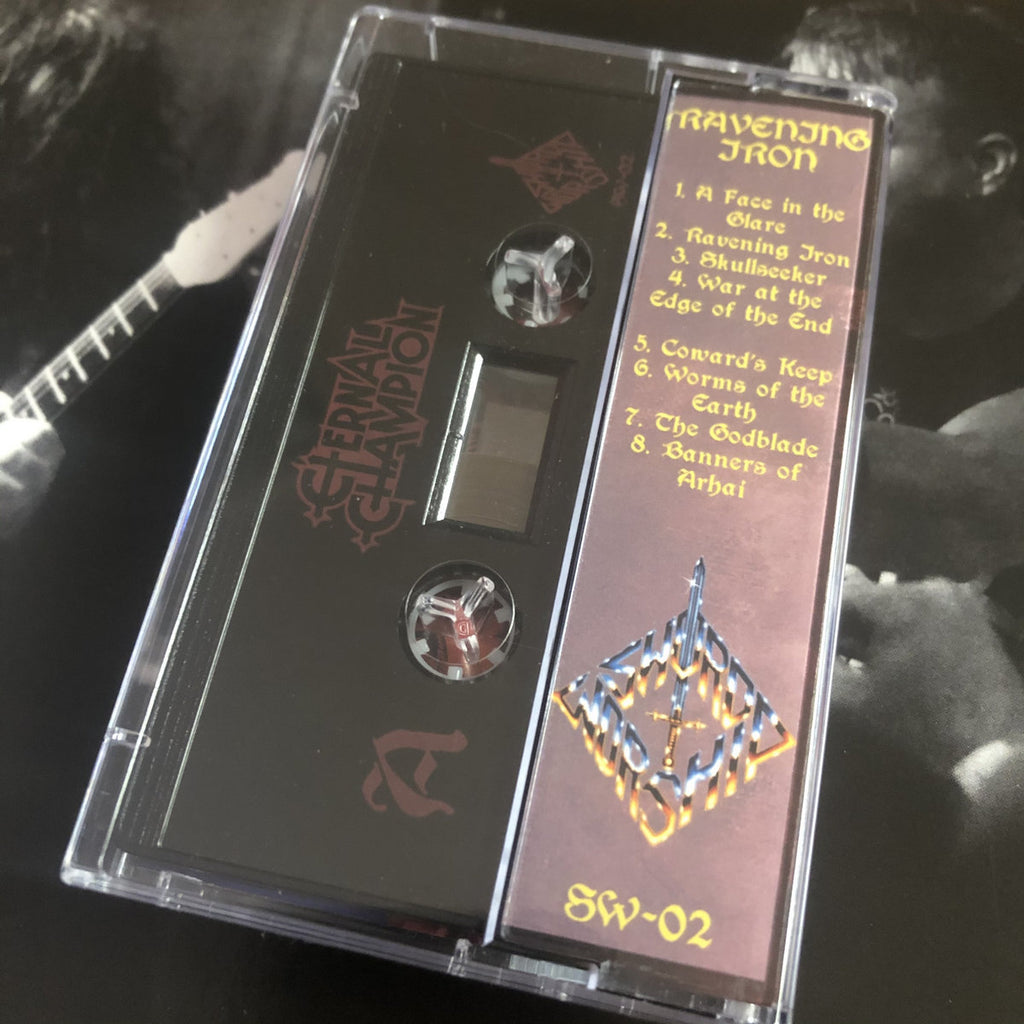 RAVENING
IRON
1. A Face in the
Glare
2. Ravening Iron
3. Skullseeker
4. War at the
Edge of the End
5. Coward's Keep
6. Worms of the
Earth
7. The Godblade
8. Banners of
Arhai
SWORD
WORSHIP
SW-02
ETERNAL
CHAMPION
A